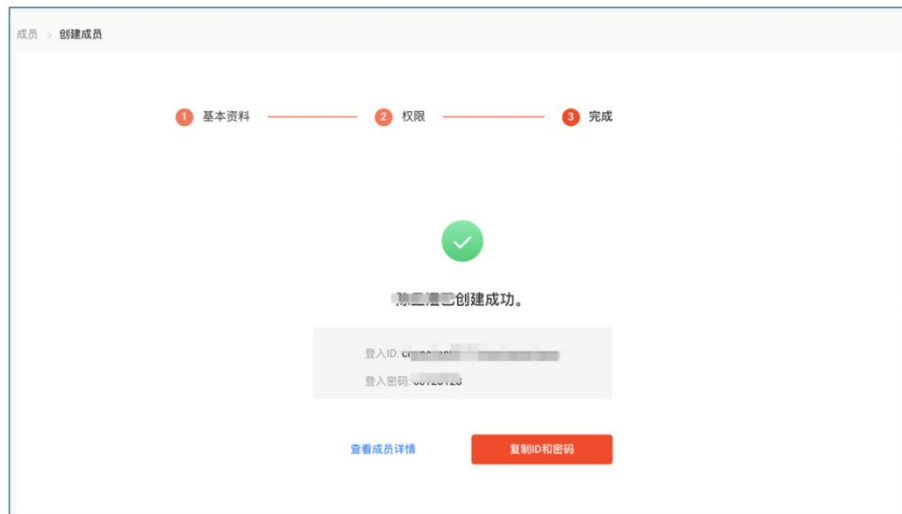 成员 > 创建成员
1 基本资料
2 权限
3 完成
创建成功。
登入ID:
登入密码:
查看成员详情
复制ID和密码